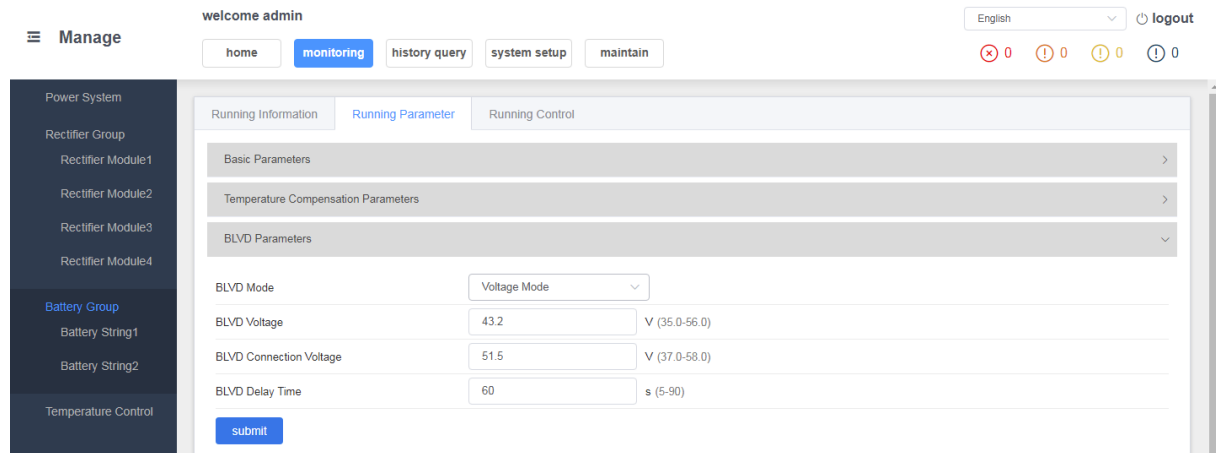 welcome admin
English
logout
Manage
home
monitoring
history query
system setup
maintain
0
0
0
0
Power System
Rectifier Group
Rectifier Module1
Rectifier Module2
Rectifier Module3
Rectifier Module4
Battery Group
Battery String1
Battery String2
Temperature Control
Running Information
Running Parameter
Running Control
Basic Parameters
Temperature Compensation Parameters
BLVD Parameters
BLVD Mode
Voltage Mode
BLVD Voltage
43.2
V (35.0-56.0)
BLVD Connection Voltage
51.5
V (37.0-58.0)
BLVD Delay Time
60
s (5-90)
submit